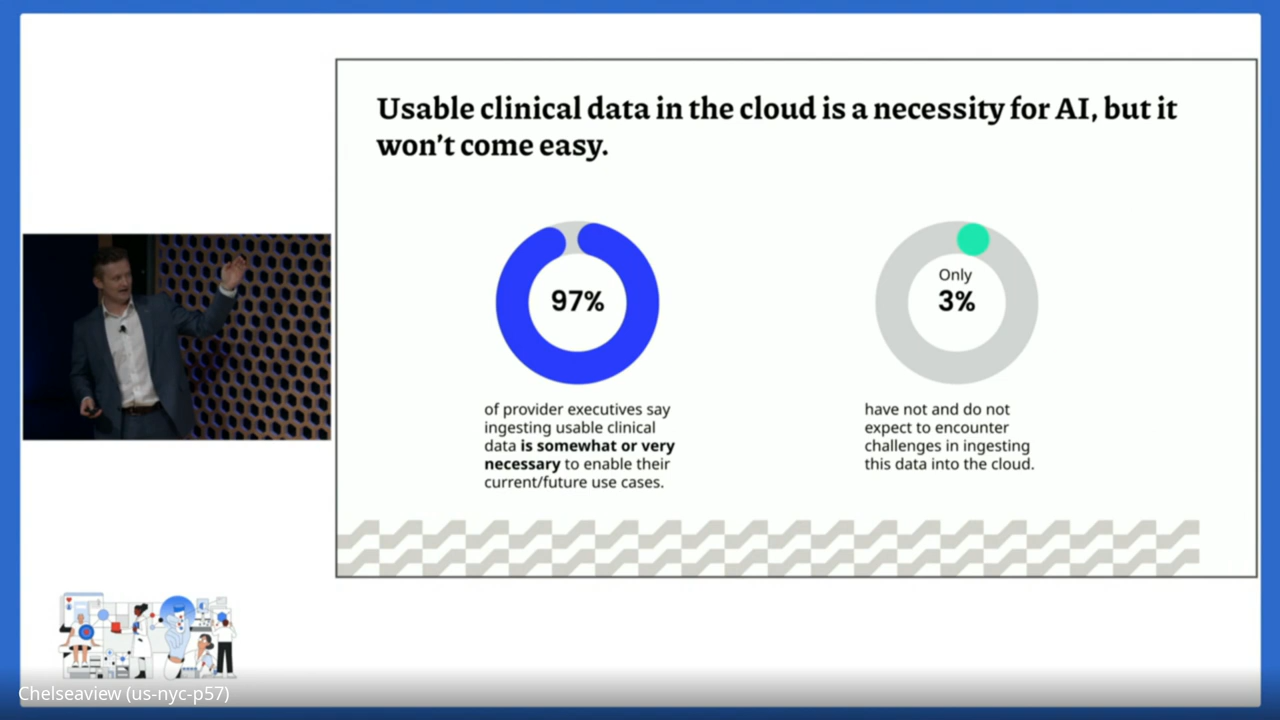 Usable clinical data in the cloud is a necessity for AI, but it
won't come easy.
97%
of provider executives say
ingesting usable clinical
data is somewhat or very
necessary to enable their
current/future use cases.
Only
3%
have not and do not
expect to encounter
challenges in ingesting
this data into the cloud.
Chelseaview (us-nyc-p57)